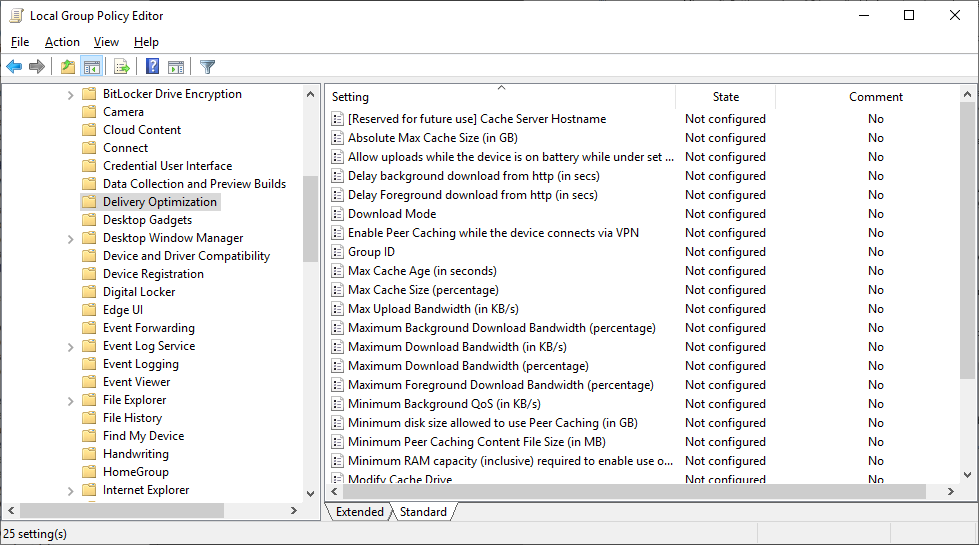 Local Group Policy Editor
File Action View Help
BitLocker Drive Encryption
Camera
Cloud Content
Connect
Credential User Interface
Data Collection and Preview Builds
Delivery Optimization
Desktop Gadgets
Desktop Window Manager
Device and Driver Compatibility
Device Registration
Digital Locker
Edge UI
Event Forwarding
Event Log Service
Event Logging
Event Viewer
File Explorer
File History
Find My Device
Handwriting
HomeGroup
Internet Explorer
Setting State Comment
[Reserved for future use] Cache Server Hostname Not configured No
Absolute Max Cache Size (in GB) Not configured No
Allow uploads while the device is on battery while under set ... Not configured No
Delay background download from http (in secs) Not configured No
Delay Foreground download from http (in secs) Not configured No
Download Mode Not configured No
Enable Peer Caching while the device connects via VPN Not configured No
Group ID Not configured No
Max Cache Age (in seconds) Not configured No
Max Cache Size (percentage) Not configured No
Max Upload Bandwidth (in KB/s) Not configured No
Maximum Background Download Bandwidth (percentage) Not configured No
Maximum Download Bandwidth (in KB/s) Not configured No
Maximum Download Bandwidth (percentage) Not configured No
Maximum Foreground Download Bandwidth (percentage) Not configured No
Minimum Background QoS (in KB/s) Not configured No
Minimum disk size allowed to use Peer Caching (in GB) Not configured No
Minimum Peer Caching Content File Size (in MB) Not configured No
Minimum RAM capacity (inclusive) required to enable use o... Not configured No
Modify Cache Drive Not configured No
Extended Standard
25 setting(s)